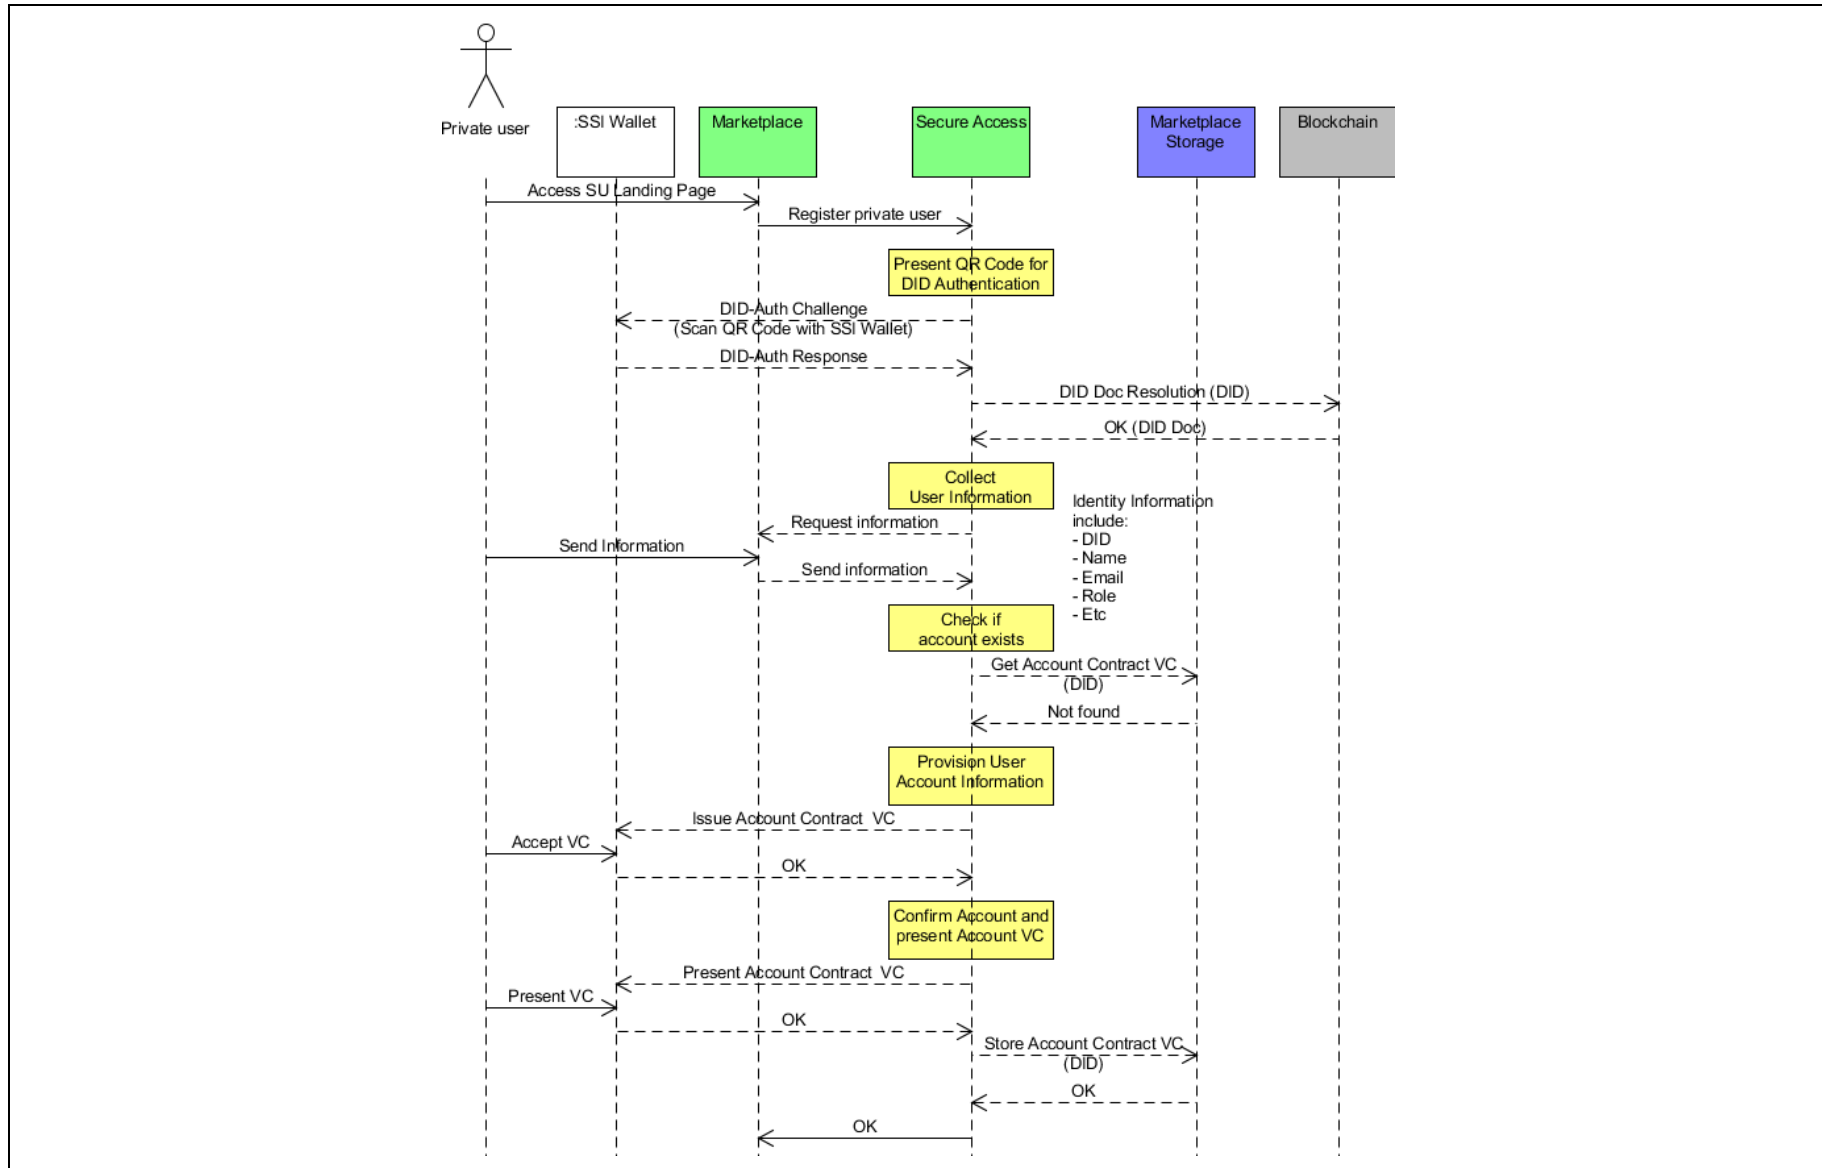 Private user
:SSI Wallet
Marketplace
Secure Access
Marketplace
Storage
Blockchain
Access SU Landing Page
Register private user
Present QR Code for
DID Authentication
DID-Auth Challenge
(Scan QR Code with SSI Wallet)
DID-Auth Response
DID Doc Resolution (DID)
OK (DID Doc)
Collect
User Information
Identity Information
include:
- DID
- Name
- Email
- Role
- Etc
Request information
Send Information
Send information
Check if
account exists
Get Account Contract VC
(DID)
Not found
Provision User
Account Information
Issue Account Contract VC
Accept VC
OK
Confirm Account and
present Account VC
Present Account Contract VC
Present VC
OK
Store Account Contract VC
(DID)
OK
OK